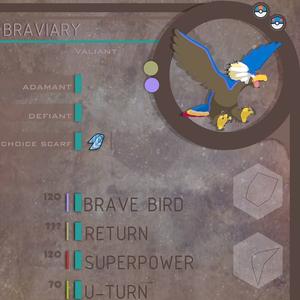 BRAVIARY
VALIANT
ADAMANT
DEFIANT
CHOICE SCARF
120 BRAVE BIRD
??? RETURN
120 SUPERPOWER
70 U-TURN